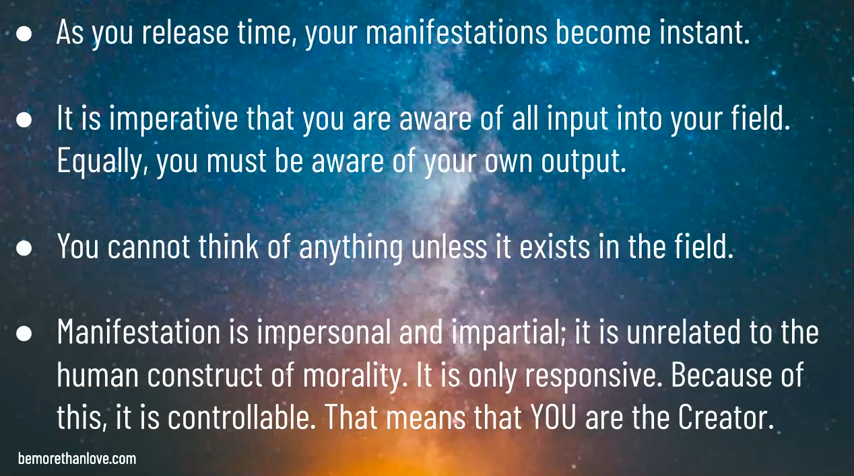 ● As you release time, your manifestations become instant.
● It is imperative that you are aware of all input into your field.
Equally, you must be aware of your own output.
● You cannot think of anything unless it exists in the field.
● Manifestation is impersonal and impartial; it is unrelated to the
human construct of morality. It is only responsive. Because of
this, it is controllable. That means that YOU are the Creator.
bemorethanlove.com